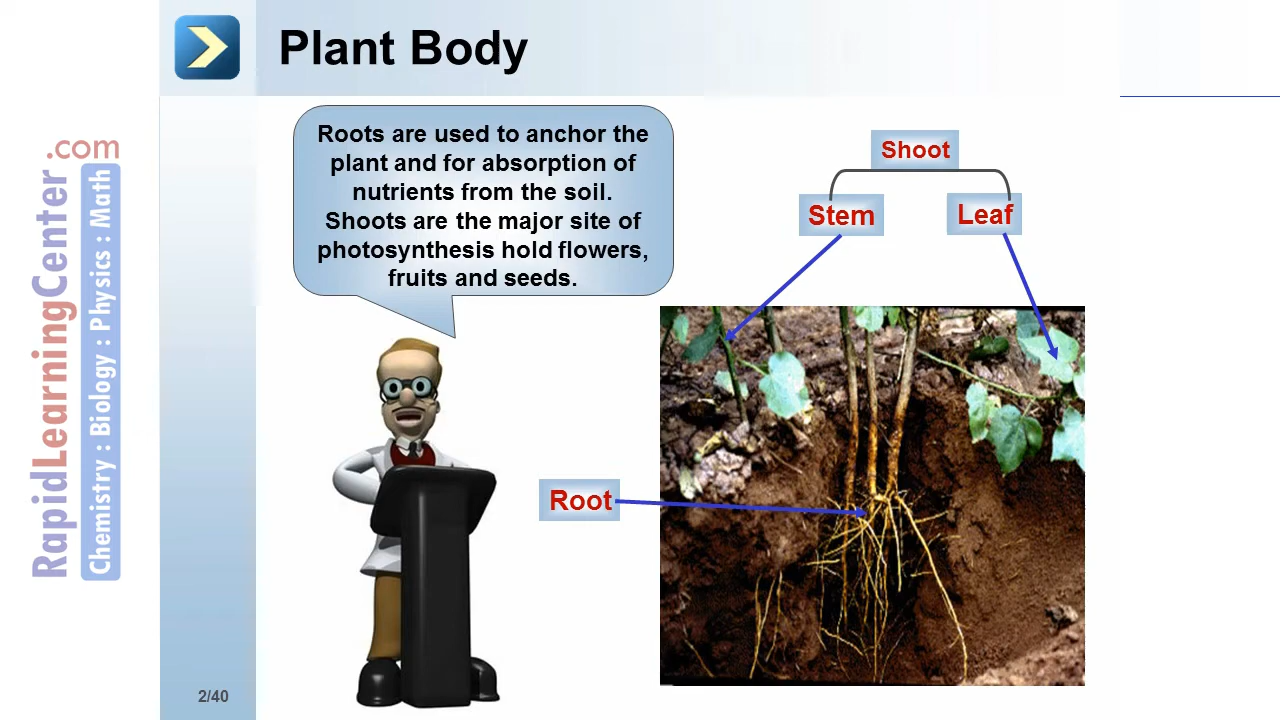 Plant Body
Roots are used to anchor the
plant and for absorption of
nutrients from the soil.
Shoots are the major site of
photosynthesis hold flowers,
fruits and seeds.
Shoot
Stem
Leaf
Root
RapidLearningCenter.com
Chemistry : Biology : Physics : Math
2/40